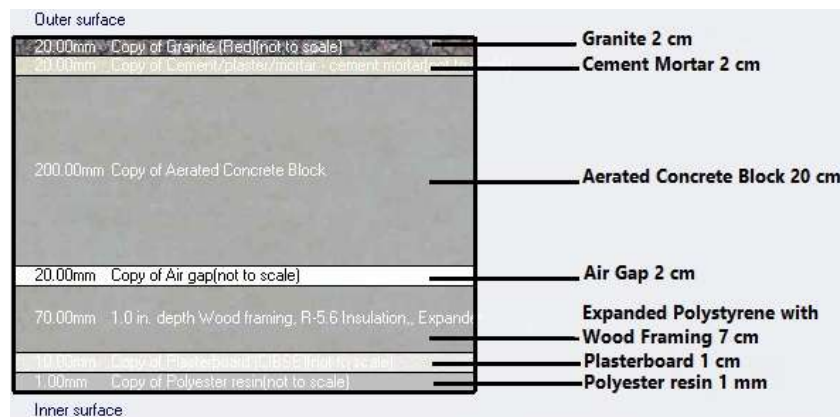 Outer surface
20.00mm Copy of Granite (Red)(not to scale)
Granite 2 cm
20.00mm Copy of Cement/plaster/mortar - cement mortar(not to
Cement Mortar 2 cm
200.00mm Copy of Aerated Concrete Block
Aerated Concrete Block 20 cm
20.00mm Copy of Air gap(not to scale)
Air Gap 2 cm
70.00mm 1.0 in. depth Wood framing, R-5.6 Insulation,, Expande
Expanded Polystyrene with
Wood Framing 7 cm
10.00mm Copy of Plasterboard (CIBSE)(not to scale)
Plasterboard 1 cm
1.00mm Copy of Polyester resin(not to scale)
Polyester resin 1 mm
Inner surface